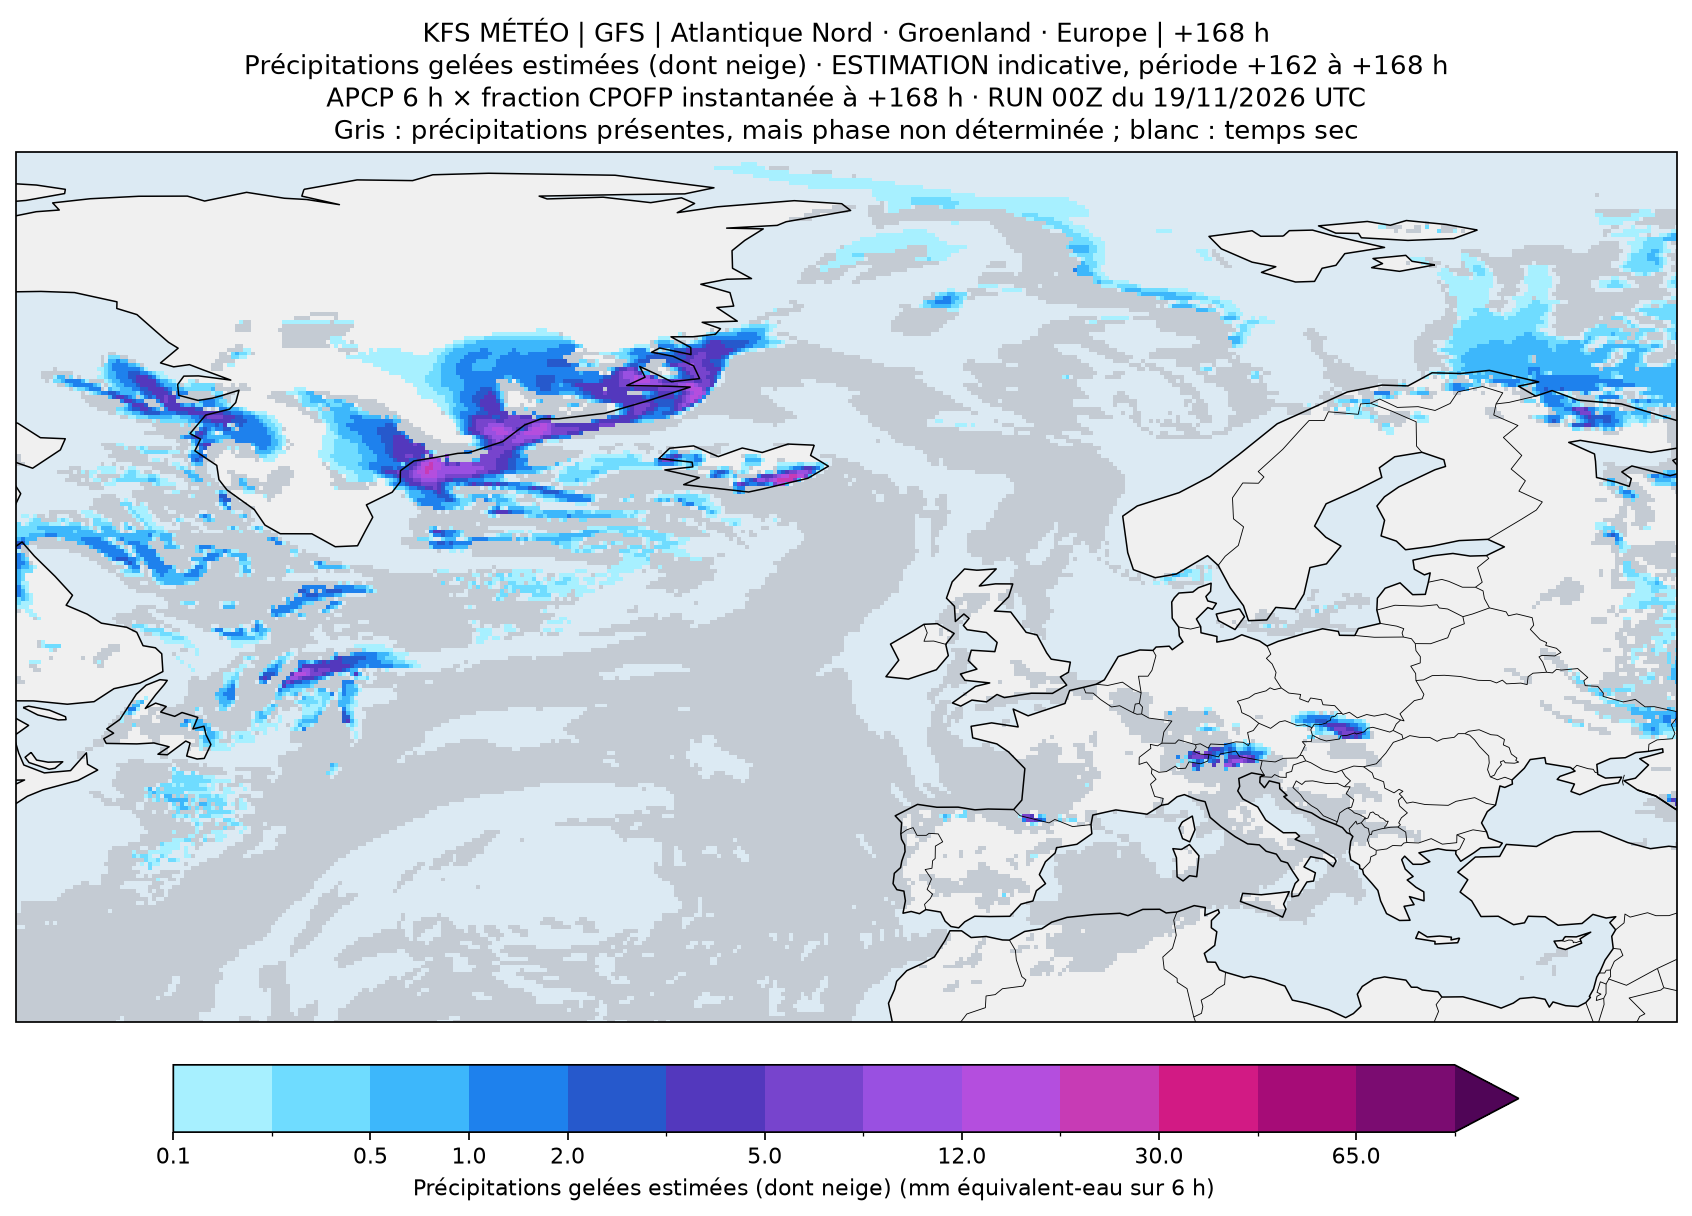 KFS MÉTÉO | GFS | Atlantique Nord · Groenland · Europe | +168 h
Précipitations gelées estimées (dont neige) · ESTIMATION indicative, période +162 à +168 h
APCP 6 h × fraction CPOFP instantanée à +168 h · RUN 00Z du 19/11/2026 UTC
Gris : précipitations présentes, mais phase non déterminée ; blanc : temps sec
0.1 0.5 1.0 2.0 5.0 12.0 30.0 65.0
Précipitations gelées estimées (dont neige) (mm équivalent-eau sur 6 h)